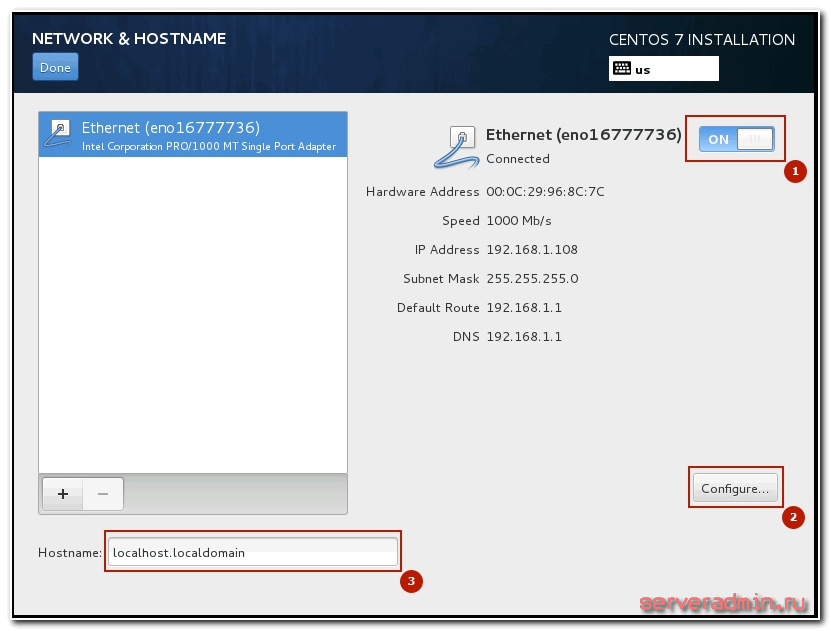 NETWORK & HOSTNAME
CENTOS 7 INSTALLATION
Done
us
Ethernet (eno16777736)
Intel Corporation PRO/1000 MT Single Port Adapter
Ethernet (eno16777736)
Connected
ON
1
Hardware Address 00:0C:29:96:8C:7C
Speed 1000 Mb/s
IP Address 192.168.1.108
Subnet Mask 255.255.255.0
Default Route 192.168.1.1
DNS 192.168.1.1
+ −
Configure...
2
Hostname: localhost.localdomain
3
serveradmin.ru